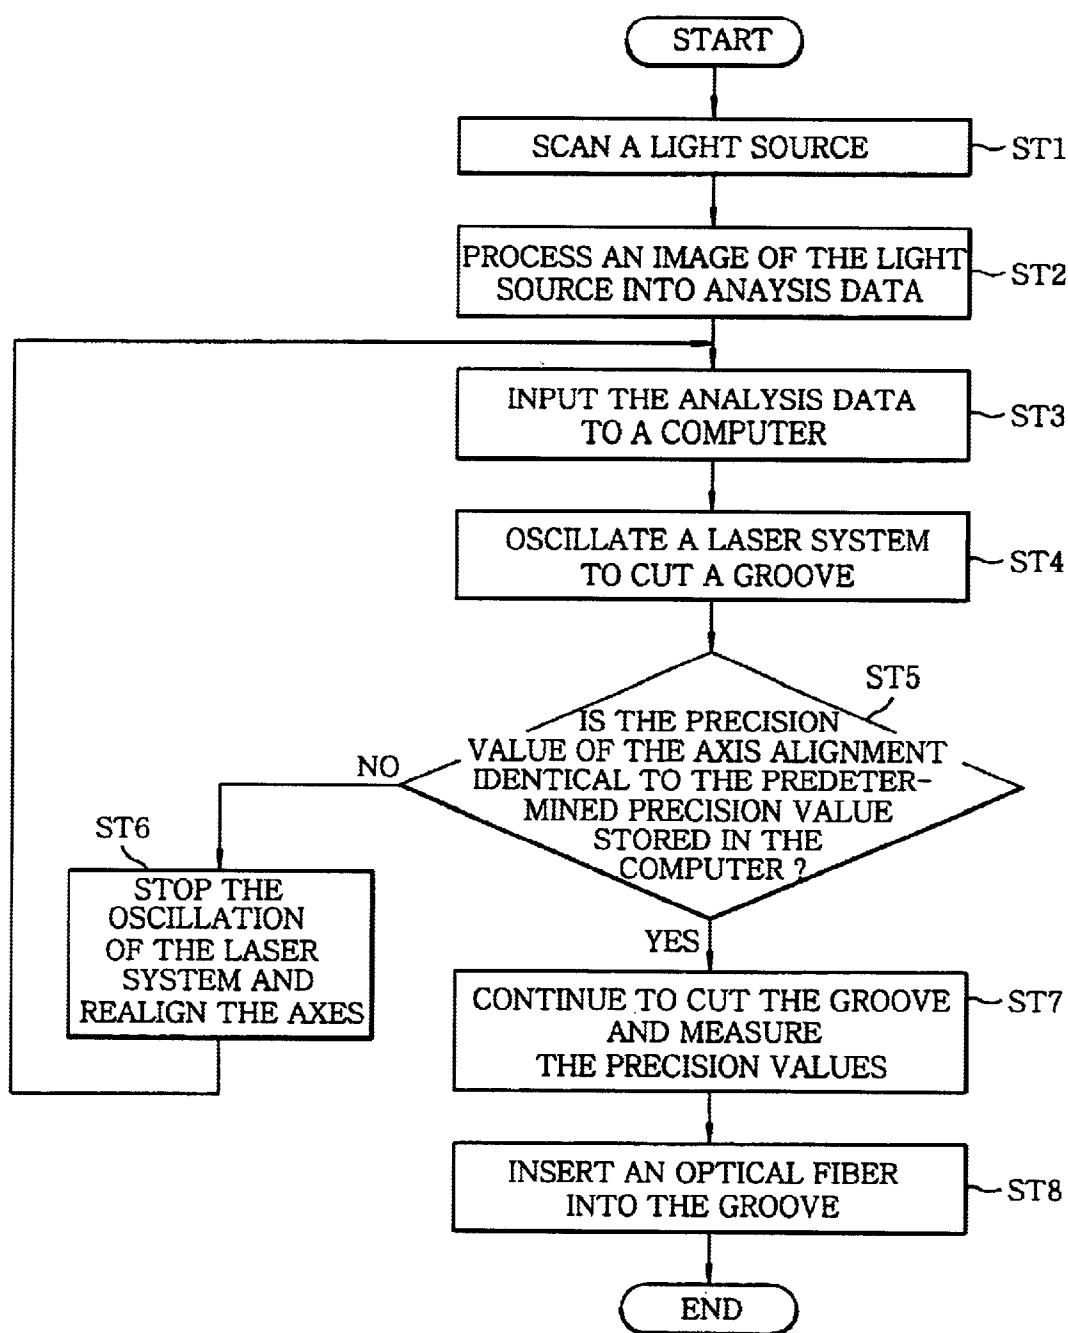 START
SCAN A LIGHT SOURCE
ST1
PROCESS AN IMAGE OF THE LIGHT
SOURCE INTO ANAYSIS DATA
ST2
INPUT THE ANALYSIS DATA
TO A COMPUTER
ST3
OSCILLATE A LASER SYSTEM
TO CUT A GROOVE
ST4
ST5
IS THE PRECISION
VALUE OF THE AXIS ALIGNMENT
IDENTICAL TO THE PREDETER-
MINED PRECISION VALUE
STORED IN THE
COMPUTER ?
NO
ST6
STOP THE
OSCILLATION
OF THE LASER
SYSTEM AND
REALIGN THE AXES
YES
CONTINUE TO CUT THE GROOVE
AND MEASURE
THE PRECISION VALUES
ST7
INSERT AN OPTICAL FIBER
INTO THE GROOVE
ST8
END